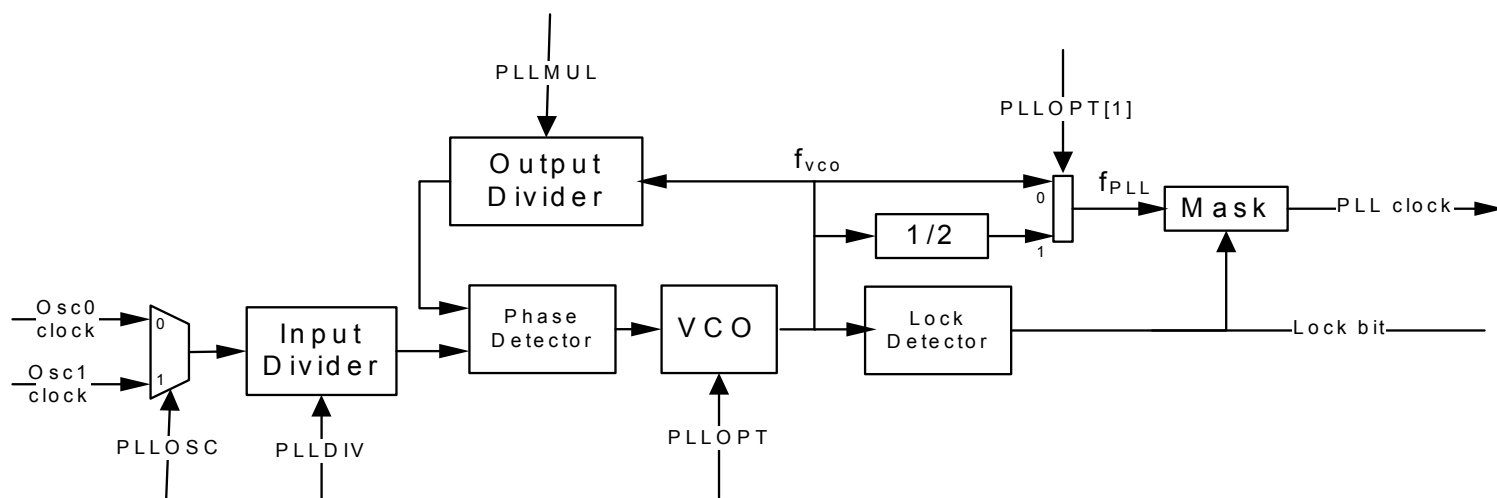 PLLMUL
PLLOPT[1]
Output
Divider
fvco
0
fPLL
Mask
PLL clock
1/2
1
Osc0
clock
0
Input
Divider
Phase
Detector
VCO
Lock
Detector
Lock bit
Osc1
clock
1
PLLOSC
PLLDIV
PLLOPT